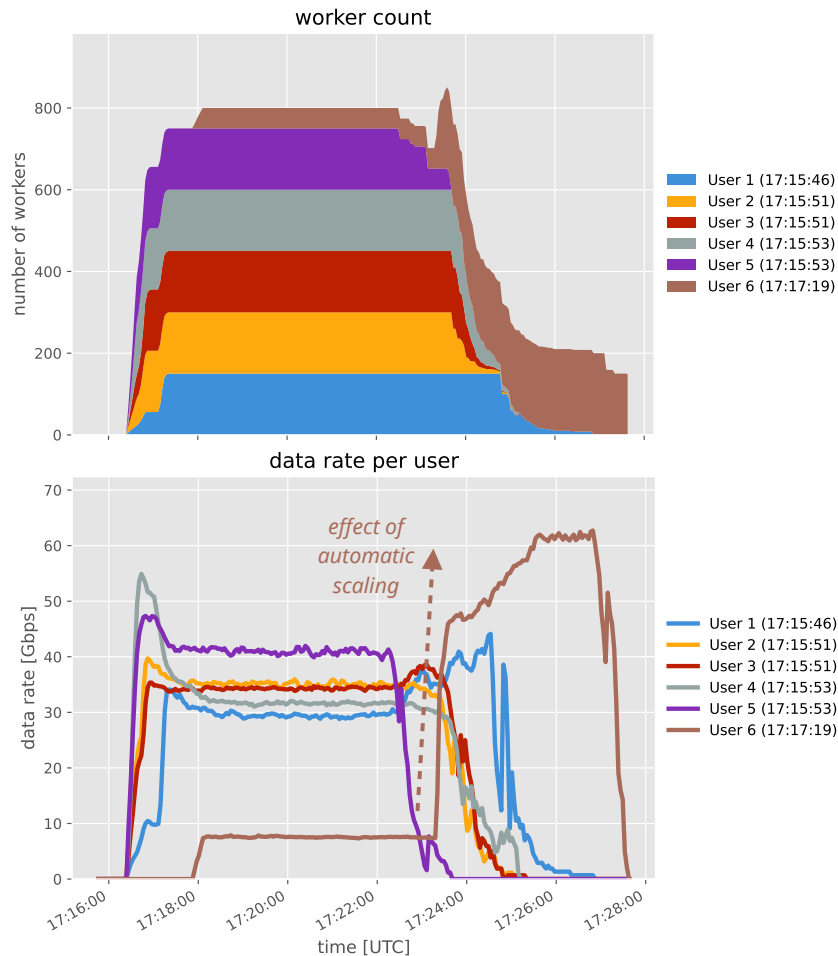 worker count
800
600
400
200
0
number of workers
User 1 (17:15:46)
User 2 (17:15:51)
User 3 (17:15:51)
User 4 (17:15:53)
User 5 (17:15:53)
User 6 (17:17:19)
data rate per user
70
60
50
40
30
20
10
0
data rate [Gbps]
effect of
automatic
scaling
User 1 (17:15:46)
User 2 (17:15:51)
User 3 (17:15:51)
User 4 (17:15:53)
User 5 (17:15:53)
User 6 (17:17:19)
17:16:00
17:18:00
17:20:00
17:22:00
17:24:00
17:26:00
17:28:00
time [UTC]